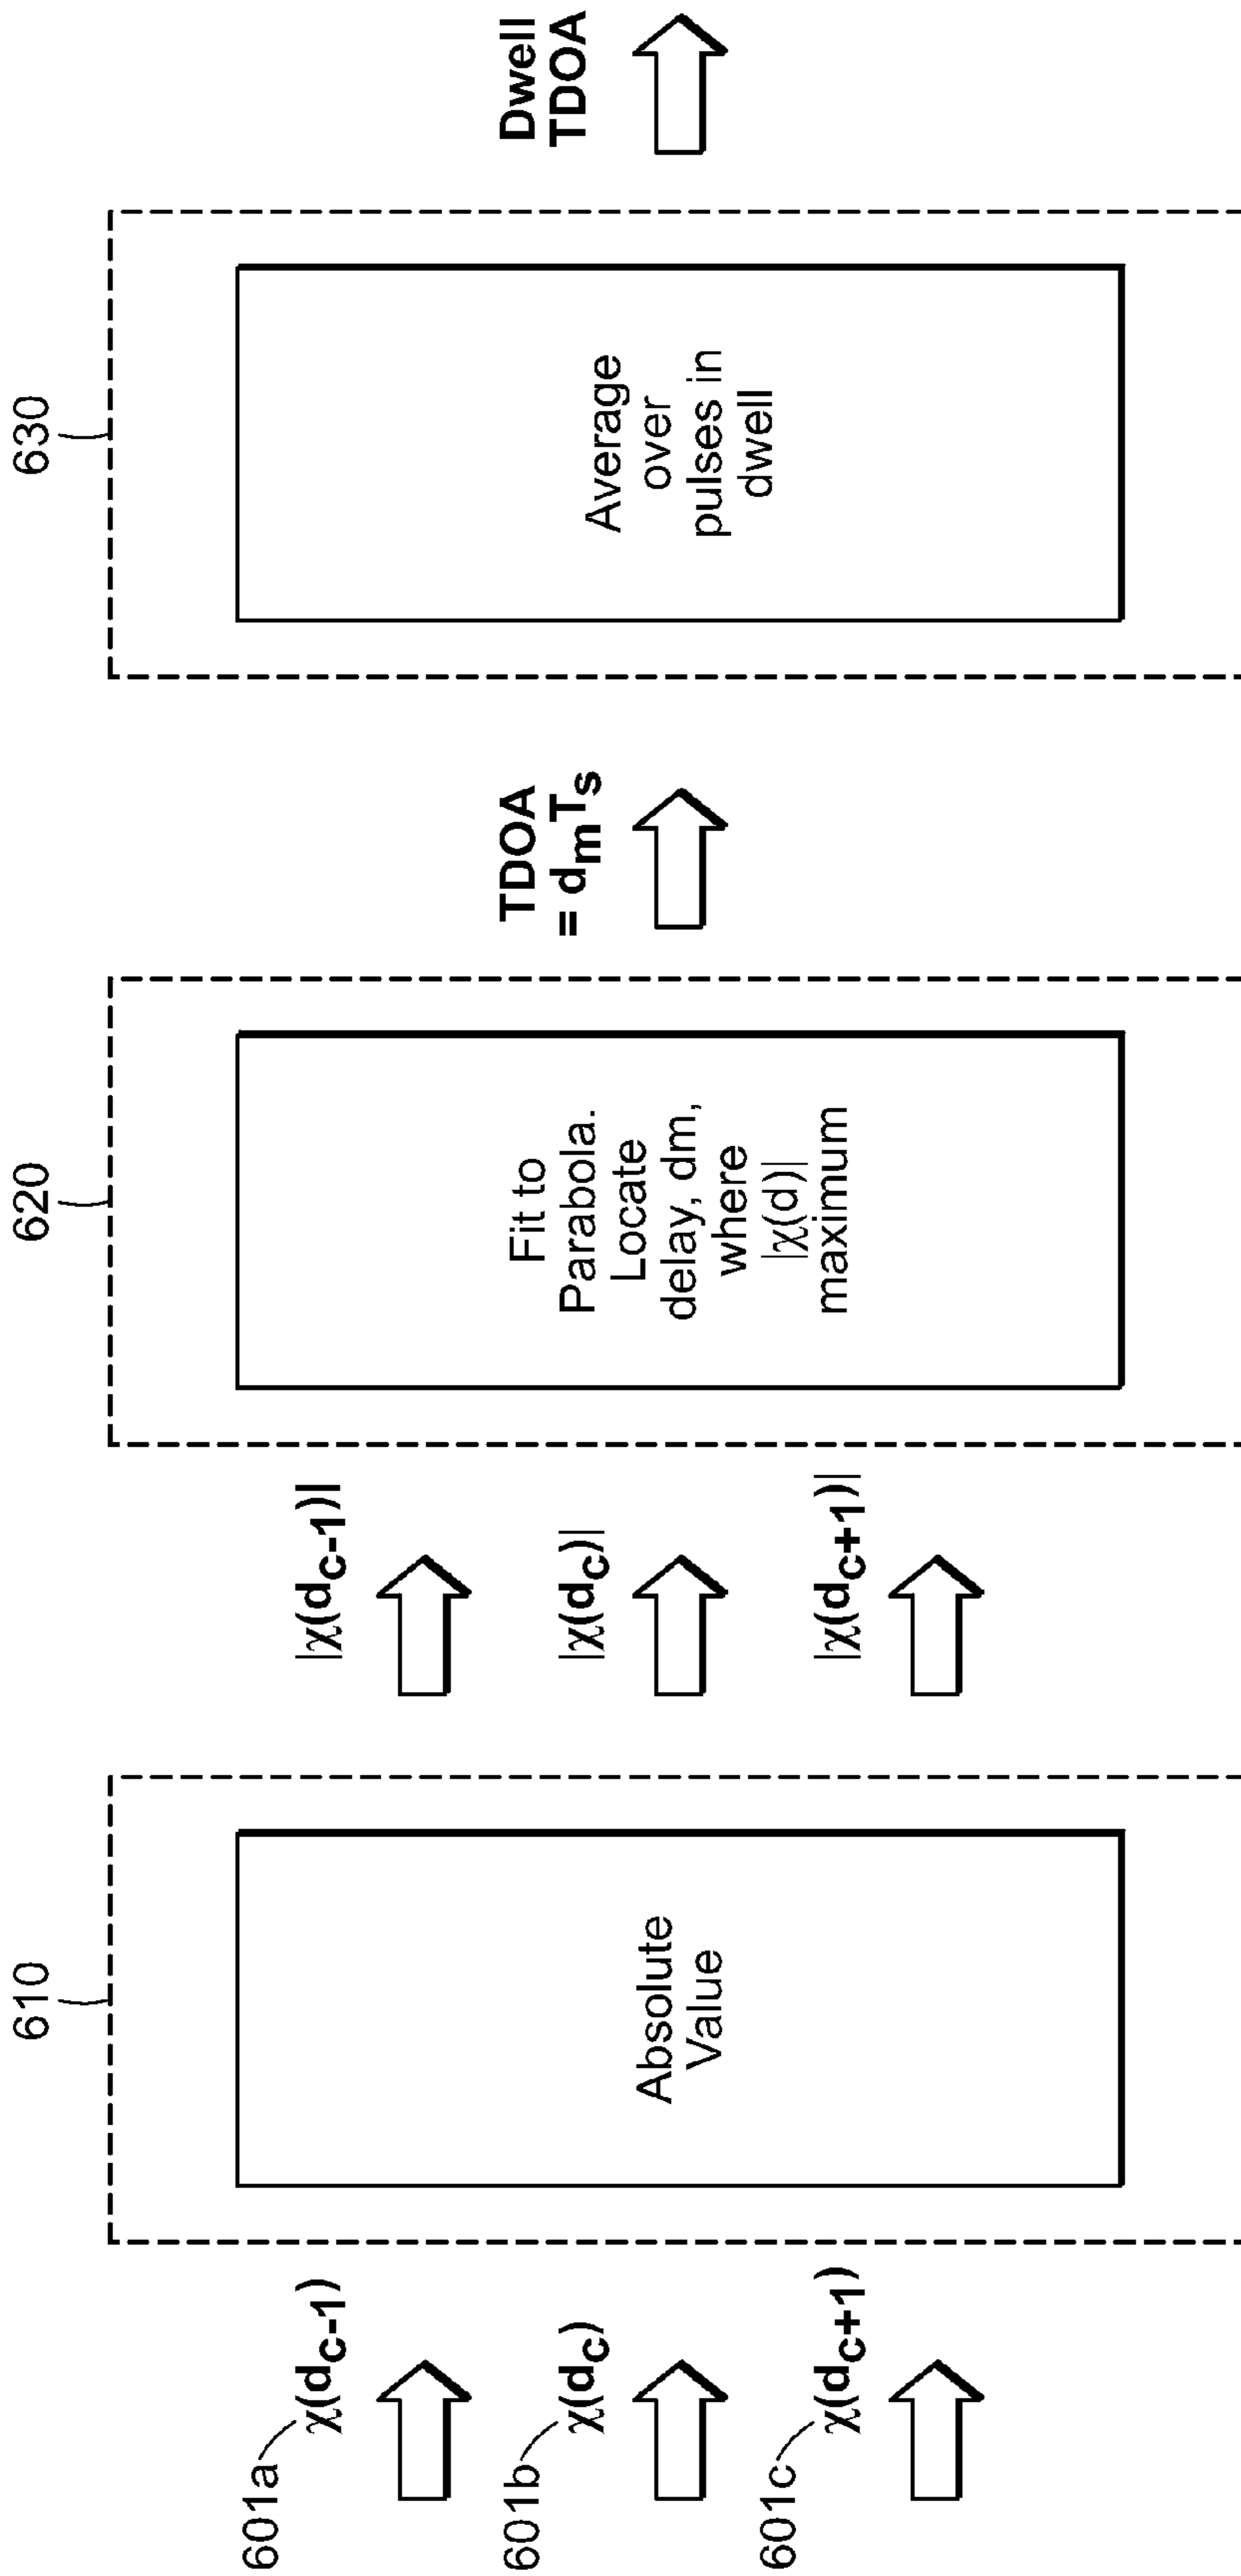 601a
χ(dc-1)
601b
χ(dc)
601c
χ(dc+1)
610
Absolute
Value
|χ(dc-1)|
|χ(dc)|
|χ(dc+1)|
620
Fit to
Parabola.
Locate
delay, dm,
where
|χ(d)|
maximum
TDOA
= dmTs
630
Average
over
pulses in
dwell
Dwell
TDOA